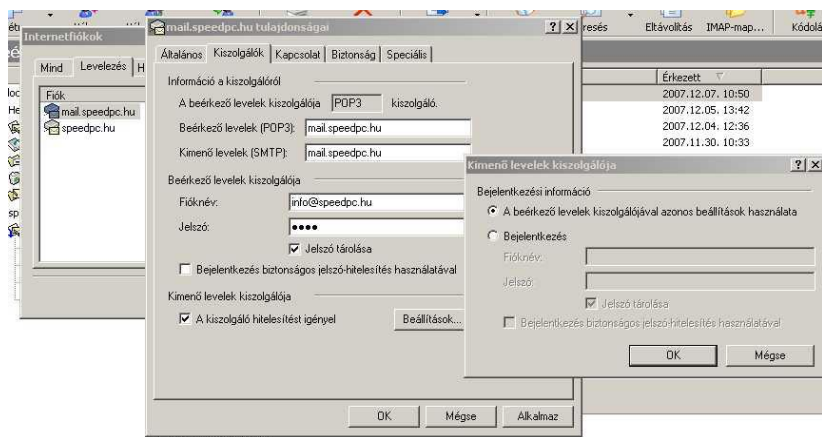 resés
Eltávolítás
IMAP-map...
Kódolá
Internetfiókok
Mind
Levelezés
H
Fiók
mail.speedpc.hu
speedpc.hu
mail.speedpc.hu tulajdonságai
Általános
Kiszolgálók
Kapcsolat
Biztonság
Speciális
Információ a kiszolgálóról
A beérkező levelek kiszolgálója POP3 kiszolgáló.
Beérkező levelek (POP3): mail.speedpc.hu
Kimenő levelek (SMTP): mail.speedpc.hu
Beérkező levelek kiszolgálója
Fióknév: info@speedpc.hu
Jelszó: ●●●●
Jelszó tárolása
Bejelentkezés biztonságos jelszó-hitelesítés használatával
Kimenő levelek kiszolgálója
A kiszolgáló hitelesítést igényel
Beállítások...
OK
Mégse
Alkalmaz
Érkezett
2007.12.07. 10:50
2007.12.05. 13:42
2007.12.04. 12:36
2007.11.30. 10:33
Kimenő levelek kiszolgálója
Bejelentkezési információ
A beérkező levelek kiszolgálójával azonos beállítások használata
Bejelentkezés
Fióknév:
Jelszó:
Jelszó tárolása
Bejelentkezés biztonságos jelszó-hitelesítés használatával
OK
Mégse